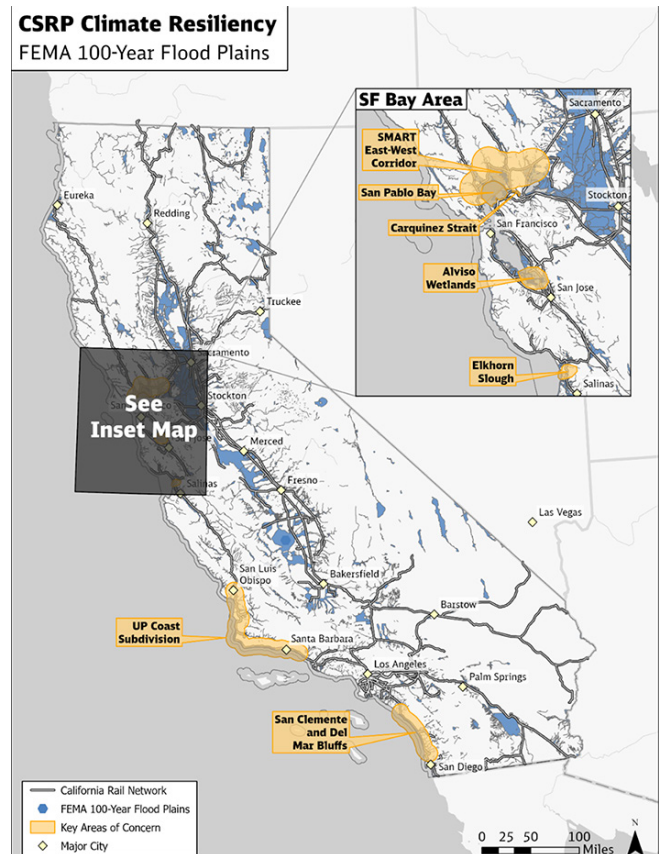 CSRP Climate Resiliency
FEMA 100-Year Flood Plains
SF Bay Area
Sacramento
SMART
East-West
Corridor
San Pablo Bay
Stockton
Carquinez Strait
San Francisco
Alviso
Wetlands
San Jose
Elkhorn
Slough
Salinas
Eureka
Redding
Truckee
Stockton
See
Inset Map
Merced
Salinas
Fresno
Las Vegas
San Luis
Obispo
Bakersfield
Barstow
UP Coast
Subdivision
Santa Barbara
Los Angeles
Palm Springs
San Clemente
and Del
Mar Bluffs
San Diego
California Rail Network
FEMA 100-Year Flood Plains
Key Areas of Concern
Major City
0 25 50 100
Miles
N